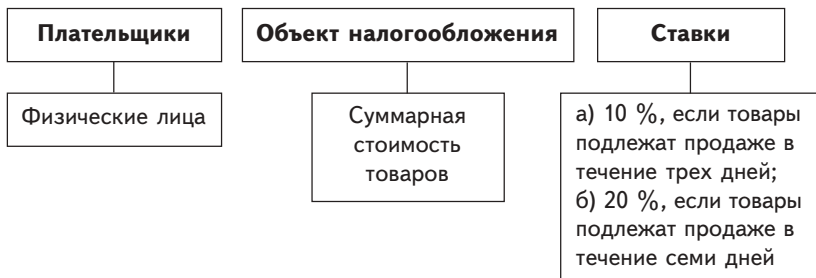 Плательщики
Объект налогообложения
Ставки
Физические лица
Суммарная
стоимость
товаров
а) 10 %, если товары
подлежат продаже в
течение трех дней;
б) 20 %, если товары
подлежат продаже в
течение семи дней